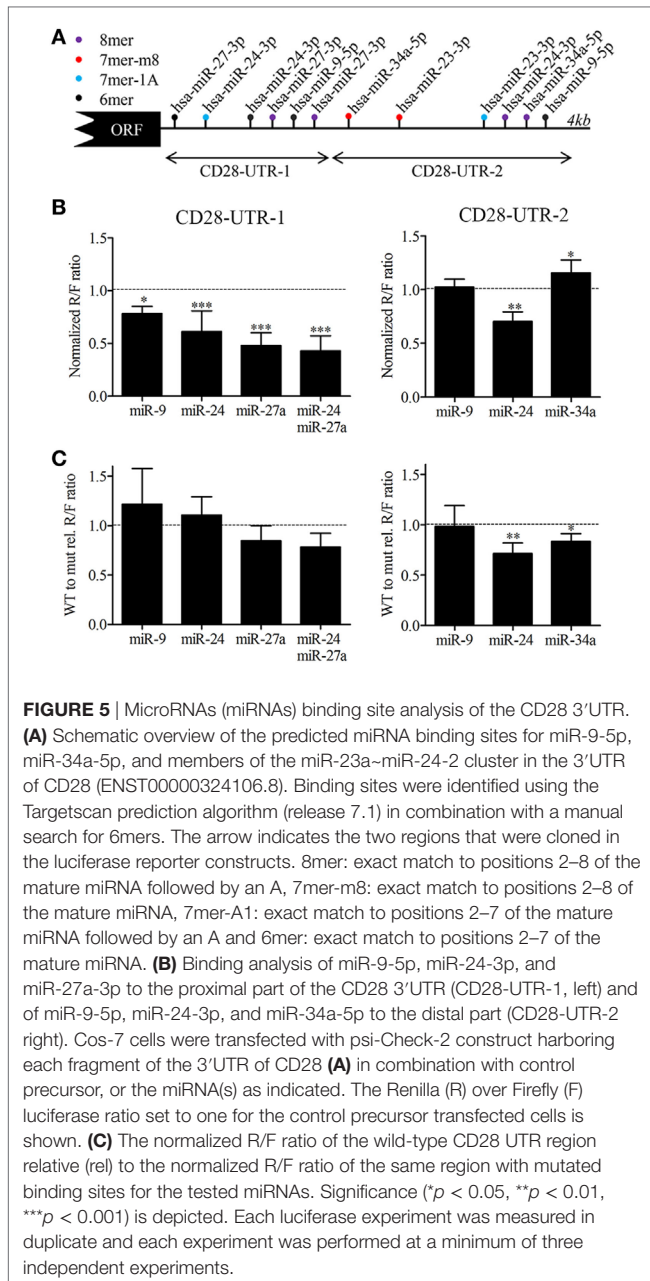 A
8mer
7mer-m8
7mer-1A
6mer
hsa-miR-27-3p
hsa-miR-24-3p
hsa-miR-24-3p
hsa-miR-27-3p
hsa-miR-9-5p
hsa-miR-27-3p
hsa-miR-34a-5p
hsa-miR-23-3p
hsa-miR-23-3p
hsa-miR-24-3p
hsa-miR-34a-5p
hsa-miR-9-5p
ORF
4kb
CD28-UTR-1
CD28-UTR-2
B
CD28-UTR-1
Normalized R/F ratio
1.5
1.0
0.5
0.0
*
***
***
***
miR-9
miR-24
miR-27a
miR-24
miR-27a
CD28-UTR-2
Normalized R/F ratio
1.5
1.0
0.5
0.0
**
*
miR-9
miR-24
miR-34a
C
WT to mut rel. R/F ratio
1.5
1.0
0.5
0.0
miR-9
miR-24
miR-27a
miR-24
miR-27a
WT to mut rel. R/F ratio
1.5
1.0
0.5
0.0
**
*
miR-9
miR-24
miR-34a
FIGURE 5 | MicroRNAs (miRNAs) binding site analysis of the CD28 3′UTR.
(A) Schematic overview of the predicted miRNA binding sites for miR-9-5p,
miR-34a-5p, and members of the miR-23a~miR-24-2 cluster in the 3′UTR
of CD28 (ENST00000324106.8). Binding sites were identified using the
Targetscan prediction algorithm (release 7.1) in combination with a manual
search for 6mers. The arrow indicates the two regions that were cloned in
the luciferase reporter constructs. 8mer: exact match to positions 2–8 of the
mature miRNA followed by an A, 7mer-m8: exact match to positions 2–8 of
the mature miRNA, 7mer-A1: exact match to positions 2–7 of the mature
miRNA followed by an A and 6mer: exact match to positions 2–7 of the
mature miRNA. (B) Binding analysis of miR-9-5p, miR-24-3p, and
miR-27a-3p to the proximal part of the CD28 3′UTR (CD28-UTR-1, left) and
of miR-9-5p, miR-24-3p, and miR-34a-5p to the distal part (CD28-UTR-2
right). Cos-7 cells were transfected with psi-Check-2 construct harboring
each fragment of the 3′UTR of CD28 (A) in combination with control
precursor, or the miRNA(s) as indicated. The Renilla (R) over Firefly (F)
luciferase ratio set to one for the control precursor transfected cells is
shown. (C) The normalized R/F ratio of the wild-type CD28 UTR region
relative (rel) to the normalized R/F ratio of the same region with mutated
binding sites for the tested miRNAs. Significance (*p < 0.05, **p < 0.01,
***p < 0.001) is depicted. Each luciferase experiment was measured in
duplicate and each experiment was performed at a minimum of three
independent experiments.